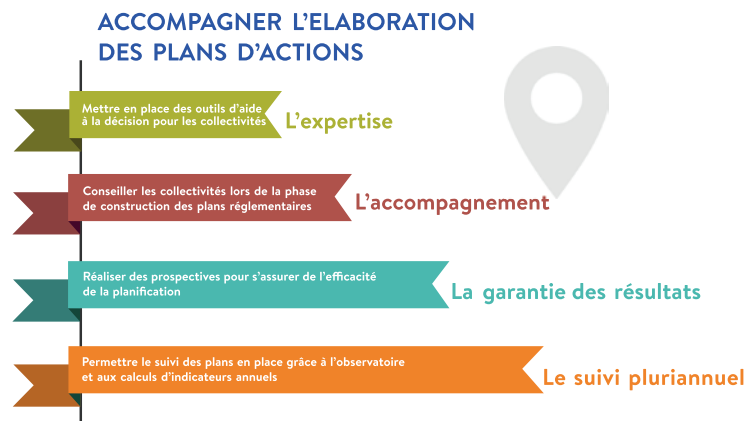 ACCOMPAGNER L'ELABORATION
DES PLANS D'ACTIONS
Mettre en place des outils d'aide
à la décision pour les collectivités
L'expertise
Conseiller les collectivités lors de la phase
de construction des plans réglementaires
L'accompagnement
Réaliser des prospectives pour s'assurer de l'efficacité
de la planification
La garantie des résultats
Permettre le suivi des plans en place grâce à l'observatoire
et aux calculs d'indicateurs annuels
Le suivi pluriannuel